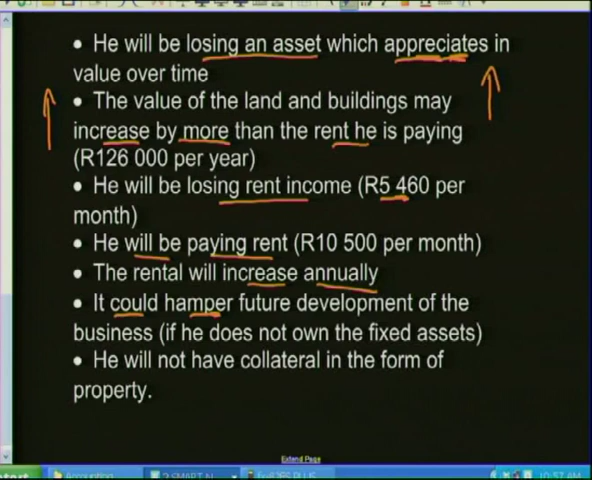 • He will be losing an asset which appreciates in
value over time
• The value of the land and buildings may
increase by more than the rent he is paying
(R126 000 per year)
• He will be losing rent income (R5 460 per
month)
• He will be paying rent (R10 500 per month)
• The rental will increase annually
• It could hamper future development of the
business (if he does not own the fixed assets)
• He will not have collateral in the form of
property.
Extend Page
Accounting
10:57 AM